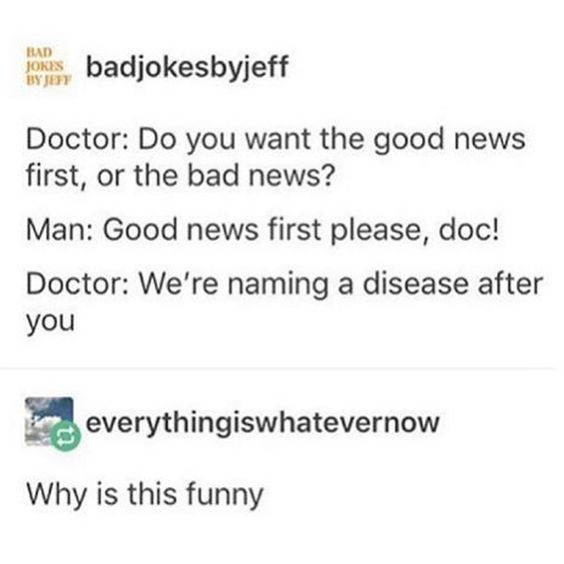 BAD
JOKES
BY JEFF
badjokesbyjeff
Doctor: Do you want the good news
first, or the bad news?
Man: Good news first please, doc!
Doctor: We're naming a disease after
you
everythingiswhatevernow
Why is this funny